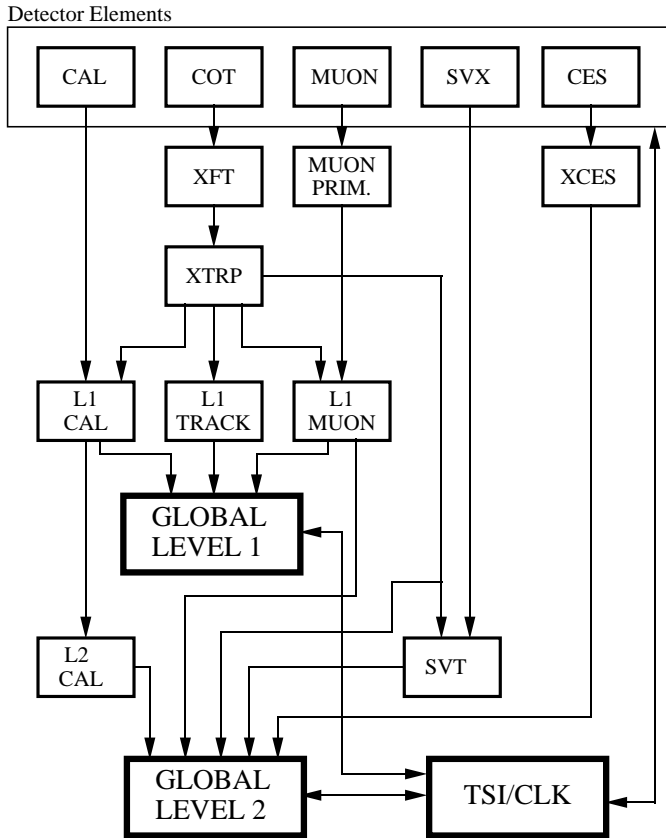 Detector Elements
CAL
COT
MUON
SVX
CES
XFT
MUON
PRIM.
XCES
XTRP
L1
CAL
L1
TRACK
L1
MUON
GLOBAL
LEVEL 1
L2
CAL
SVT
GLOBAL
LEVEL 2
TSI/CLK